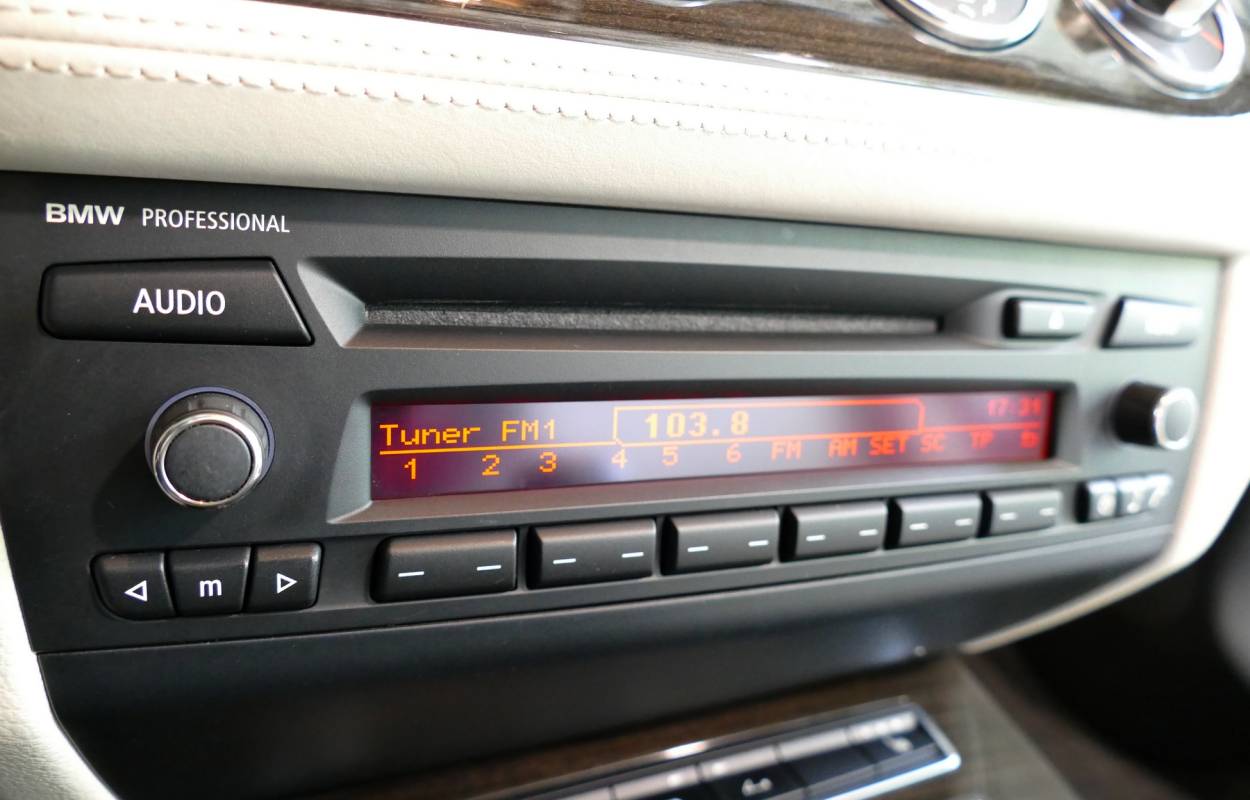 BMW PROFESSIONAL
AUDIO
Tuner FM1 103.8 17:31
1 2 3 4 5 6 FM AM SET SC TP
m